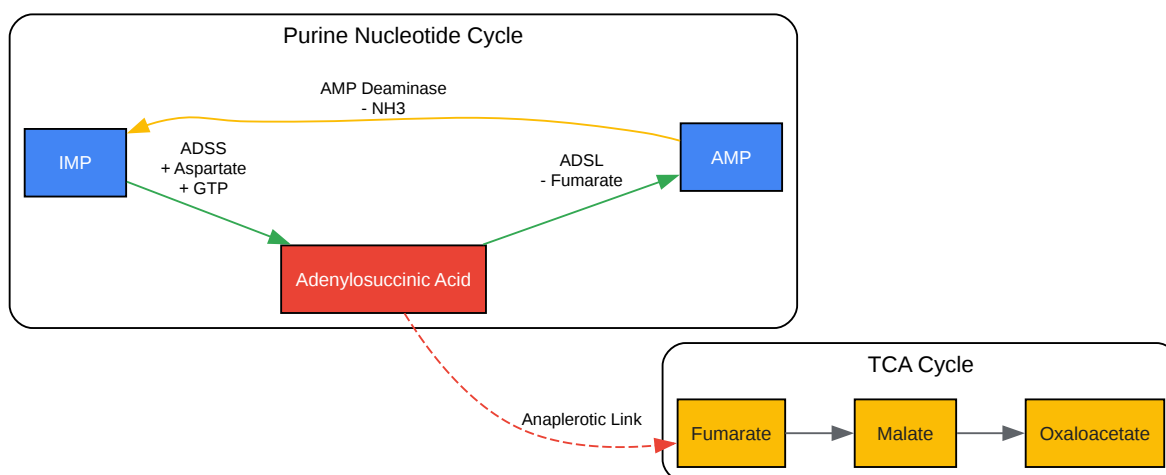 Purine Nucleotide Cycle
AMP Deaminase
- NH3
IMP
ADSS
+ Aspartate
+ GTP
ADSL
- Fumarate
AMP
Adenylosuccinic Acid
TCA Cycle
Anaplerotic Link
Fumarate
Malate
Oxaloacetate